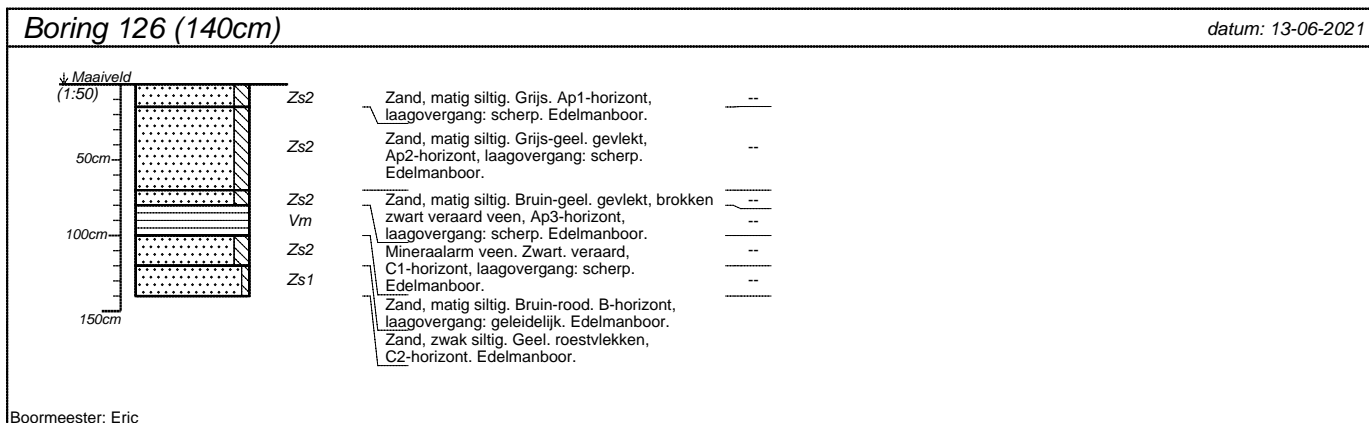 Boring 126 (140cm)
datum: 13-06-2021
Maaiveld
(1:50)
50cm
100cm
150cm
Zs2
Zand, matig siltig. Grijs. Ap1-horizont,
laagovergang: scherp. Edelmanboor.
--
Zs2
Zand, matig siltig. Grijs-geel. gevlekt,
Ap2-horizont, laagovergang: scherp.
Edelmanboor.
--
Zs2
Zand, matig siltig. Bruin-geel. gevlekt, brokken
zwart veraard veen, Ap3-horizont,
laagovergang: scherp. Edelmanboor.
--
Vm
Mineraalarm veen. Zwart. veraard,
C1-horizont, laagovergang: scherp.
Edelmanboor.
--
Zs2
Zand, matig siltig. Bruin-rood. B-horizont,
laagovergang: geleidelijk. Edelmanboor.
--
Zs1
Zand, zwak siltig. Geel. roestvlekken,
C2-horizont. Edelmanboor.
--
Boormeester: Eric